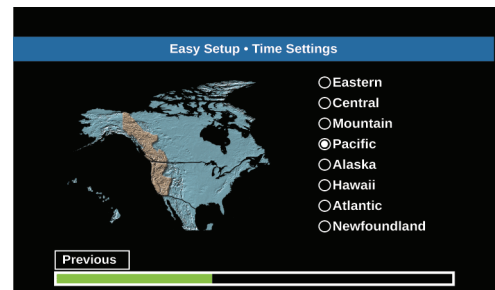 Easy Setup • Time Settings
Eastern
Central
Mountain
Pacific
Alaska
Hawaii
Atlantic
Newfoundland
Previous